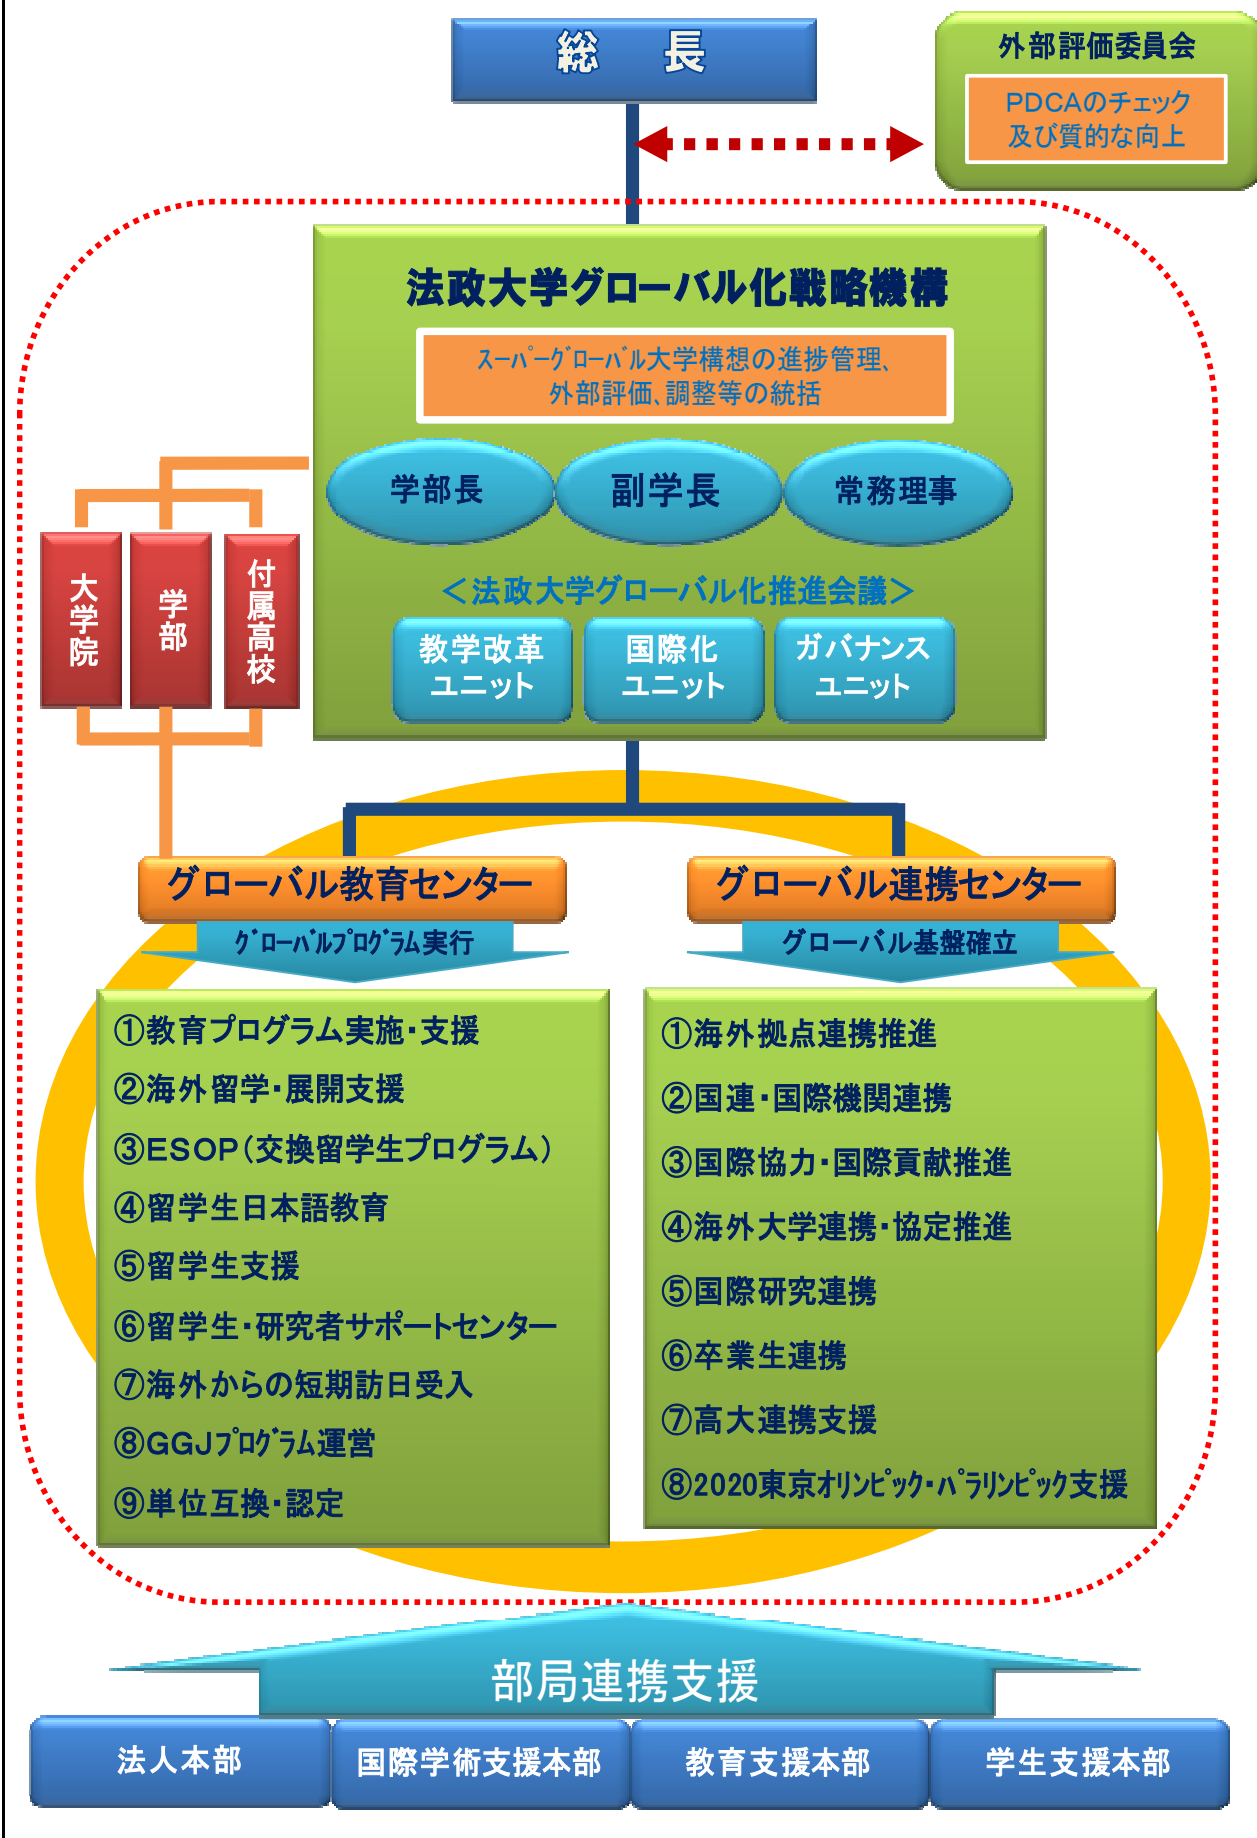 総　長
外部評価委員会
PDCAのチェック
及び質的な向上
法政大学グローバル化戦略機構
ｽｰﾊﾟｰｸﾞﾛｰﾊﾞﾙ大学構想の進捗管理、
外部評価、調整等の統括
学部長
副学長
常務理事
＜法政大学グローバル化推進会議＞
教学改革
ユニット
国際化
ユニット
ガバナンス
ユニット
大学院
学部
付属高校
グローバル教育センター
ｸﾞﾛｰﾊﾞﾙﾌﾟﾛｸﾞﾗﾑ実行
①教育プログラム実施・支援
②海外留学・展開支援
③ESOP（交換留学生プログラム）
④留学生日本語教育
⑤留学生支援
⑥留学生・研究者サポートセンター
⑦海外からの短期訪日受入
⑧GGJﾌﾟﾛｸﾞﾗﾑ運営
⑨単位互換・認定
グローバル連携センター
グローバル基盤確立
①海外拠点連携推進
②国連・国際機関連携
③国際協力・国際貢献推進
④海外大学連携・協定推進
⑤国際研究連携
⑥卒業生連携
⑦高大連携支援
⑧2020東京ｵﾘﾝﾋﾟｯｸ・ﾊﾟﾗﾘﾝﾋﾟｯｸ支援
部局連携支援
法人本部
国際学術支援本部
教育支援本部
学生支援本部